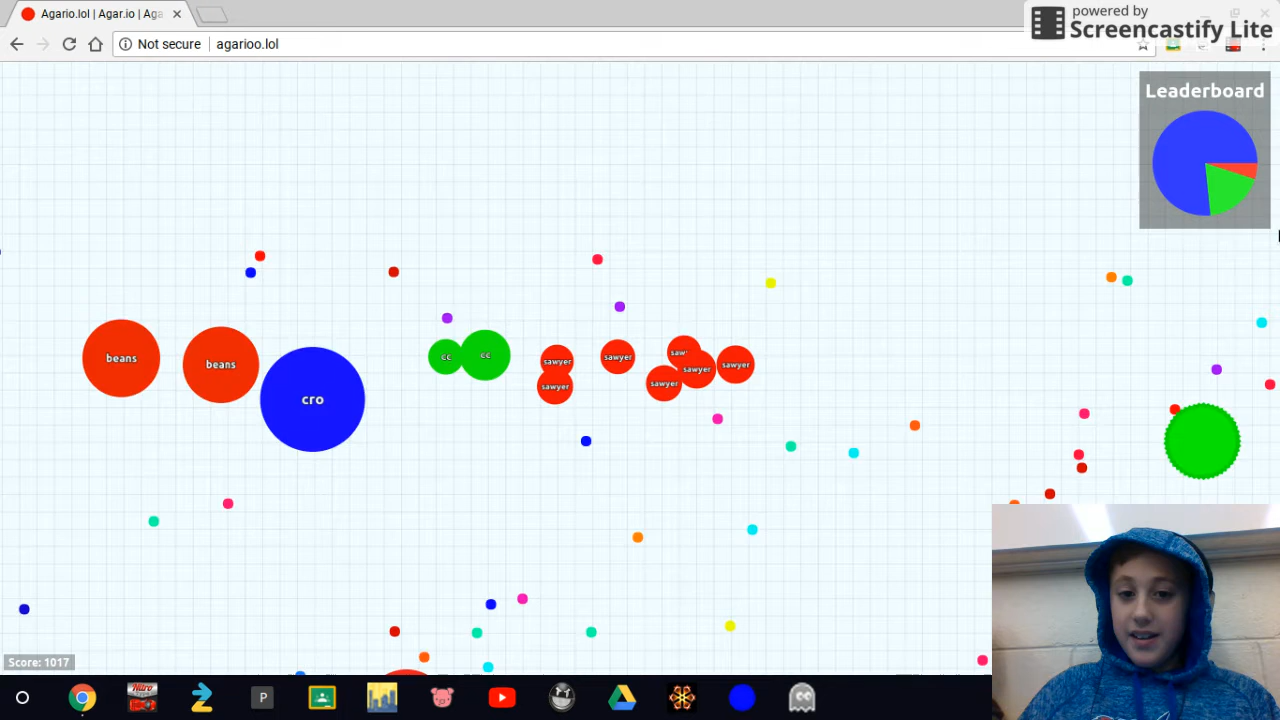 powered by
Screencastify Lite
Agario.lol | Agar.io | Aga
Not secure
agarioo.lol
Leaderboard
beans
beans
cro
cc
cc
sawyer
sawyer
sawyer
saw
sawyer
sawyer
sawyer
Score: 1017
Nitro
P